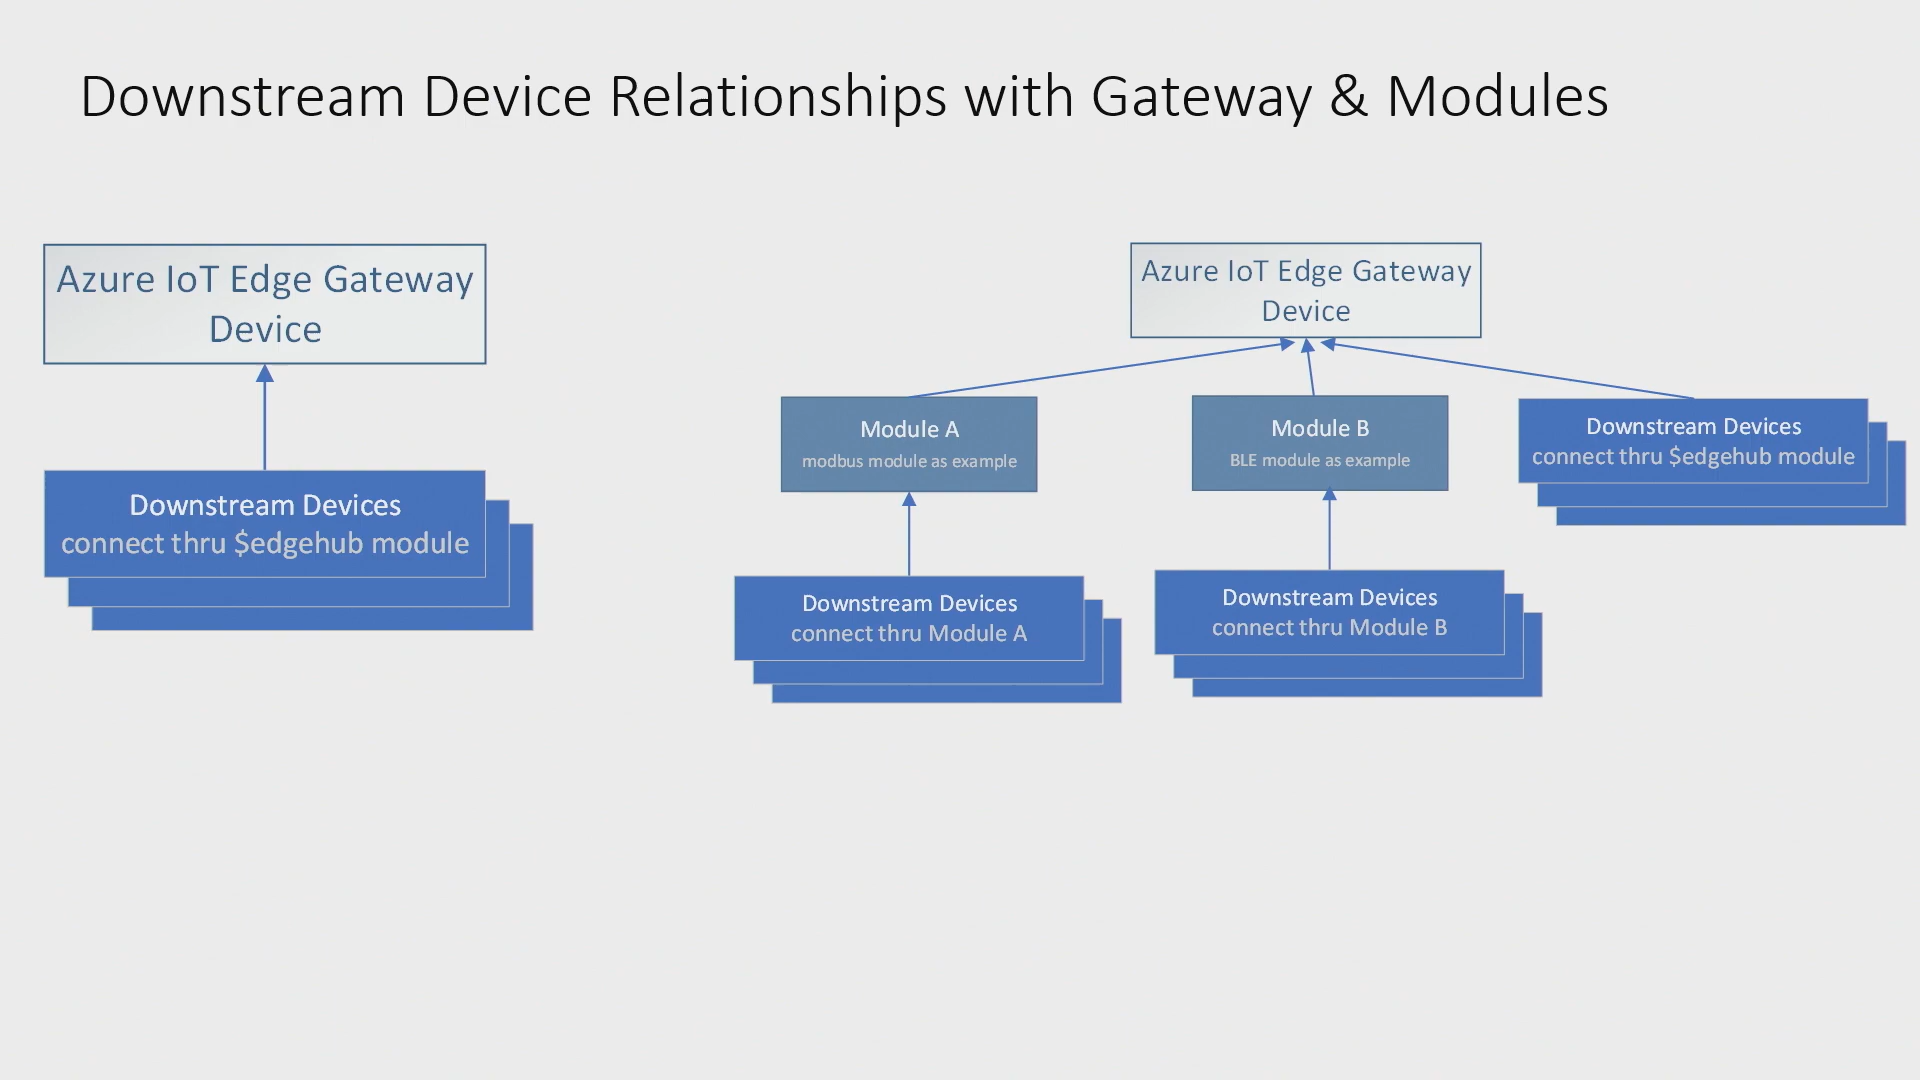 Downstream Device Relationships with Gateway & Modules
Azure IoT Edge Gateway
Device
Downstream Devices
connect thru $edgehub module
Azure IoT Edge Gateway
Device
Module A
modbus module as example
Module B
BLE module as example
Downstream Devices
connect thru $edgehub module
Downstream Devices
connect thru Module A
Downstream Devices
connect thru Module B